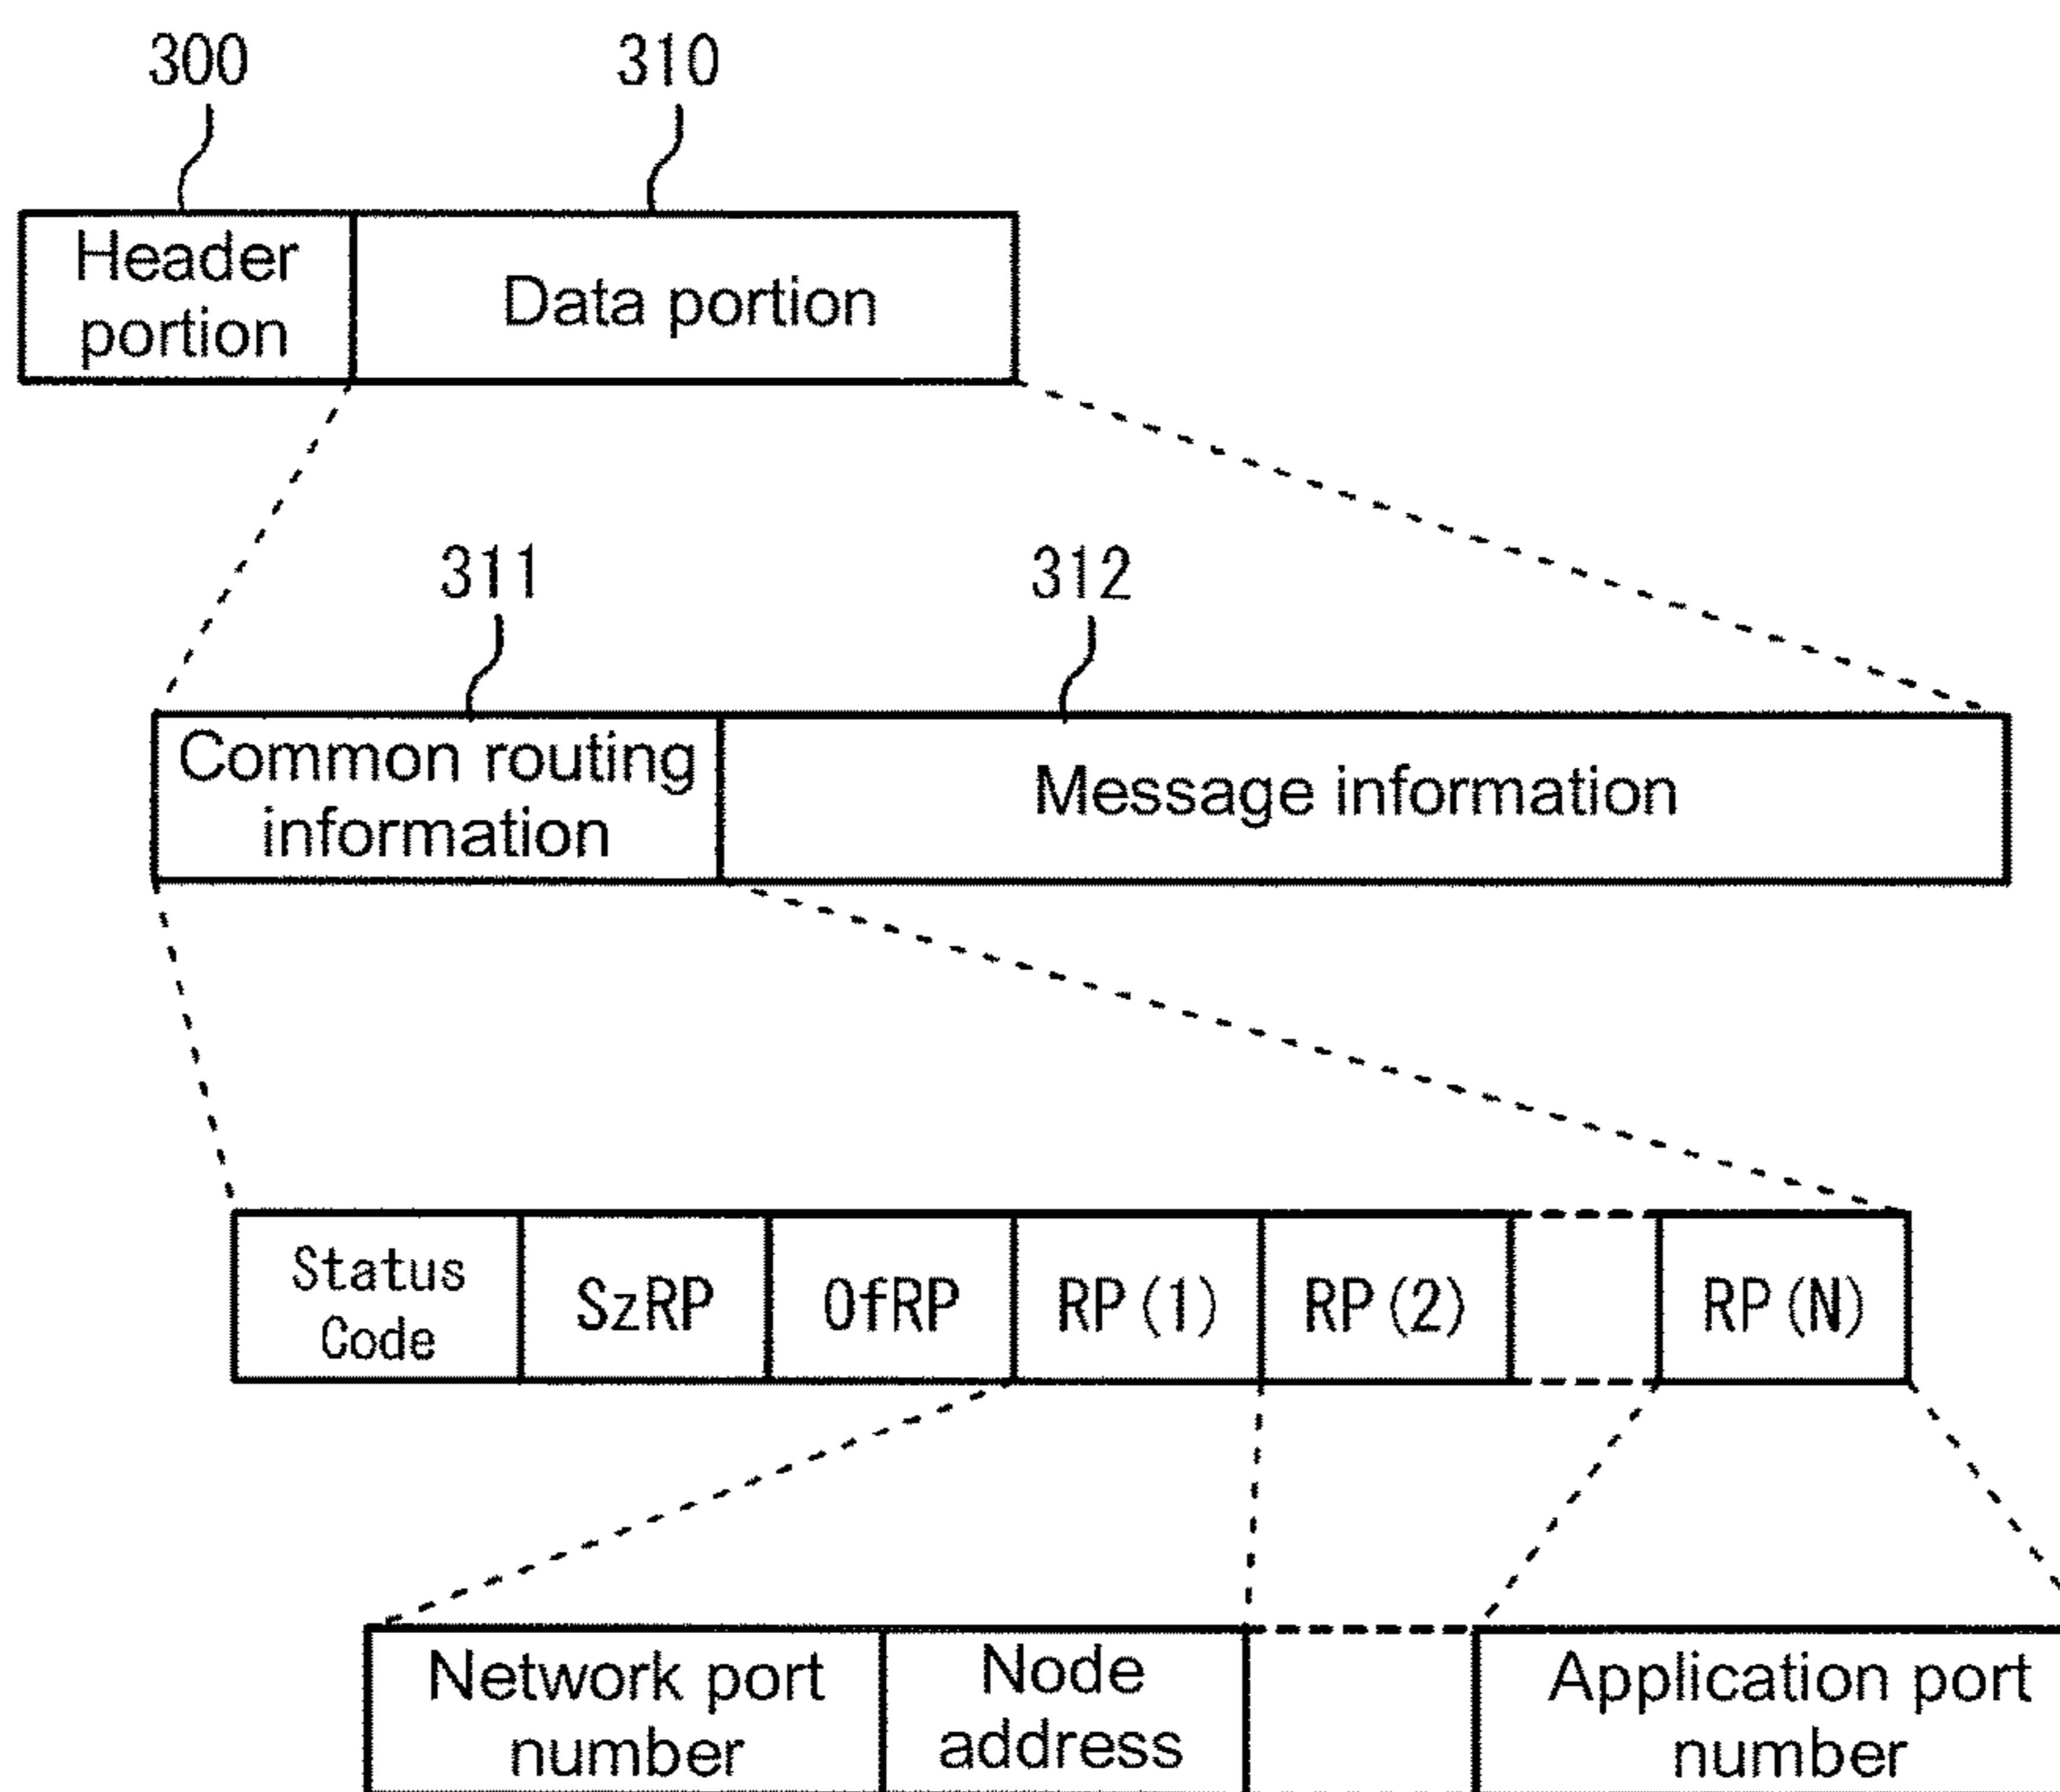 300
310
Header
portion
Data portion
311
312
Common routing
information
Message information
Status
Code
SzRP
OfRP
RP(1)
RP(2)
RP(N)
Network port
number
Node
address
Application port
number